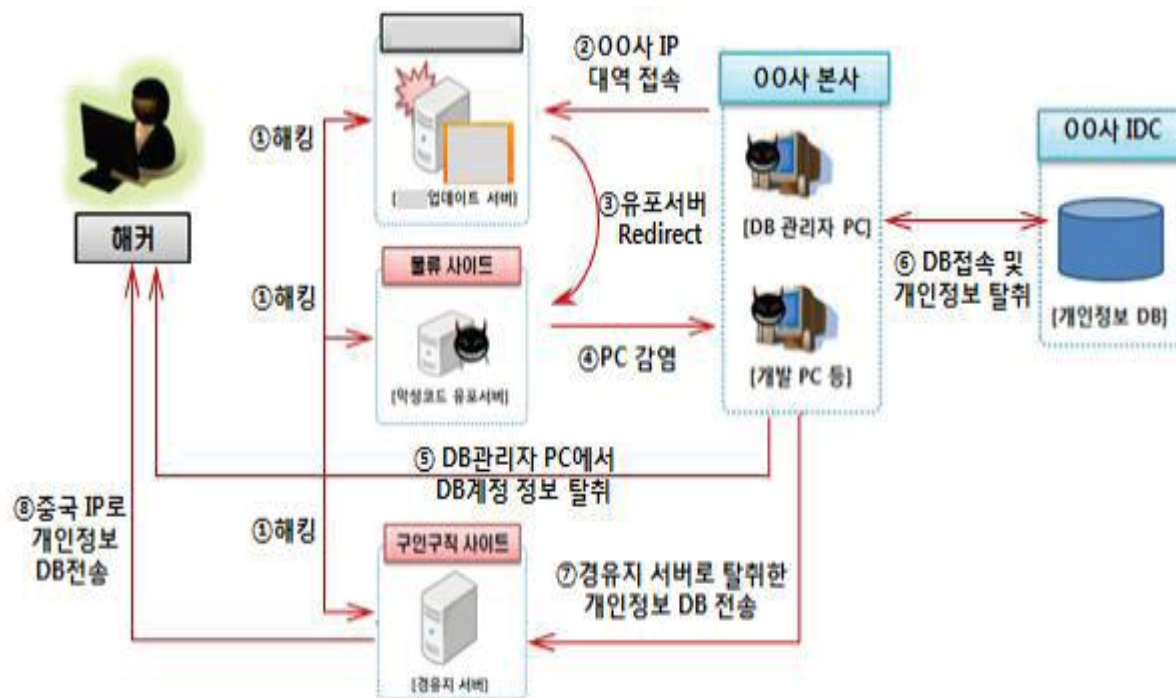 ②OO사 IP
대역 접속
OO사 본사
OO사 IDC
①해킹
[업데이트 서버]
③유포서버
Redirect
[DB 관리자 PC]
해커
물류 사이트
①해킹
⑥ DB접속 및
개인정보 탈취
[개인정보 DB]
④PC 감염
[악성코드 유포서버]
[개발 PC 등]
⑤ DB관리자 PC에서
DB계정 정보 탈취
⑧중국 IP로
개인정보
DB전송
①해킹
구인구직 사이트
⑦경유지 서버로 탈취한
개인정보 DB 전송
[경유지 서버]